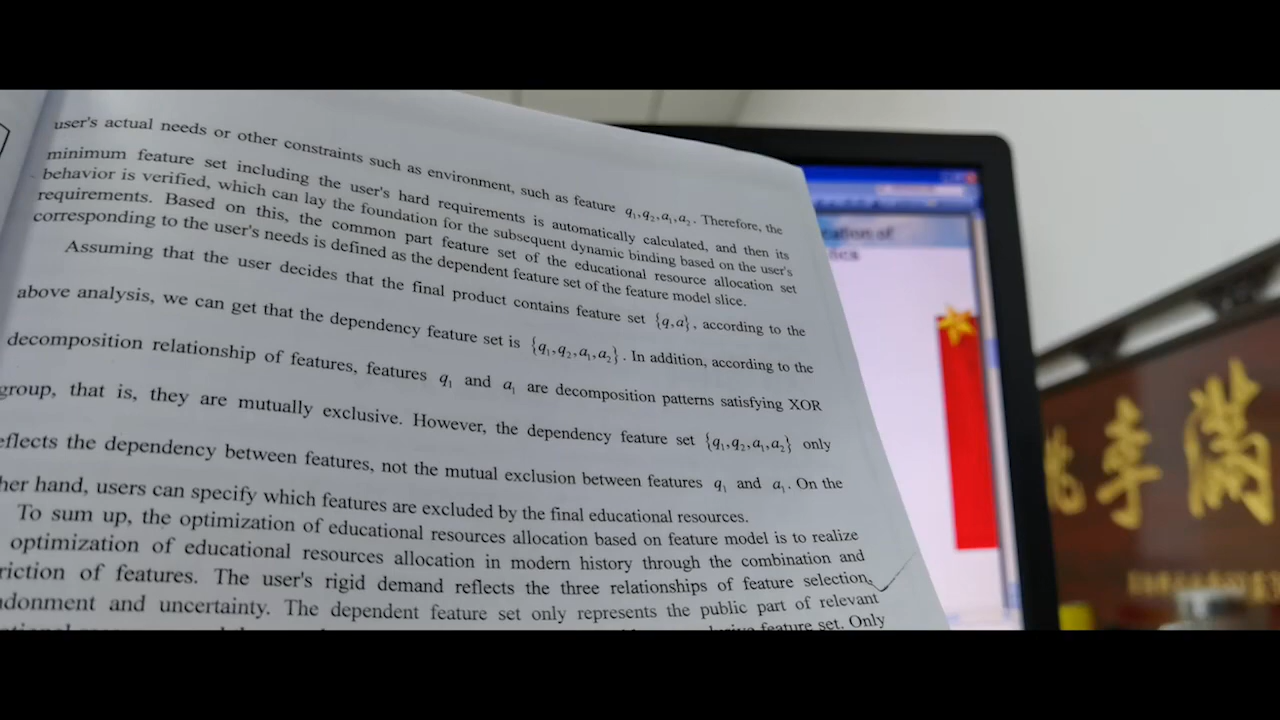 user's actual needs or other constraints such as environment, such as feature q₁,q₂,a₁,a₂. Therefore, the
minimum feature set including the user's hard requirements is automatically calculated, and then its
behavior is verified, which can lay the foundation for the subsequent dynamic binding based on the user's
requirements. Based on this, the common part feature set of the educational resource allocation set
corresponding to the user's needs is defined as the dependent feature set of the feature model slice.
Assuming that the user decides that the final product contains feature set {q,a}, according to the
above analysis, we can get that the dependency feature set is {q₁,q₂,a₁,a₂}. In addition, according to the
decomposition relationship of features, features q₁ and a₁ are decomposition patterns satisfying XOR
group, that is, they are mutually exclusive. However, the dependency feature set {q₁,q₂,a₁,a₂} only
eflects the dependency between features, not the mutual exclusion between features q₁ and a₁. On the
her hand, users can specify which features are excluded by the final educational resources.
To sum up, the optimization of educational resources allocation based on feature model is to realize
optimization of educational resources allocation in modern history through the combination and
riction of features. The user's rigid demand reflects the three relationships of feature selection,
ndonment and uncertainty. The dependent feature set only represents the public part of relevant
feature set. Only
cation of
ics
李满